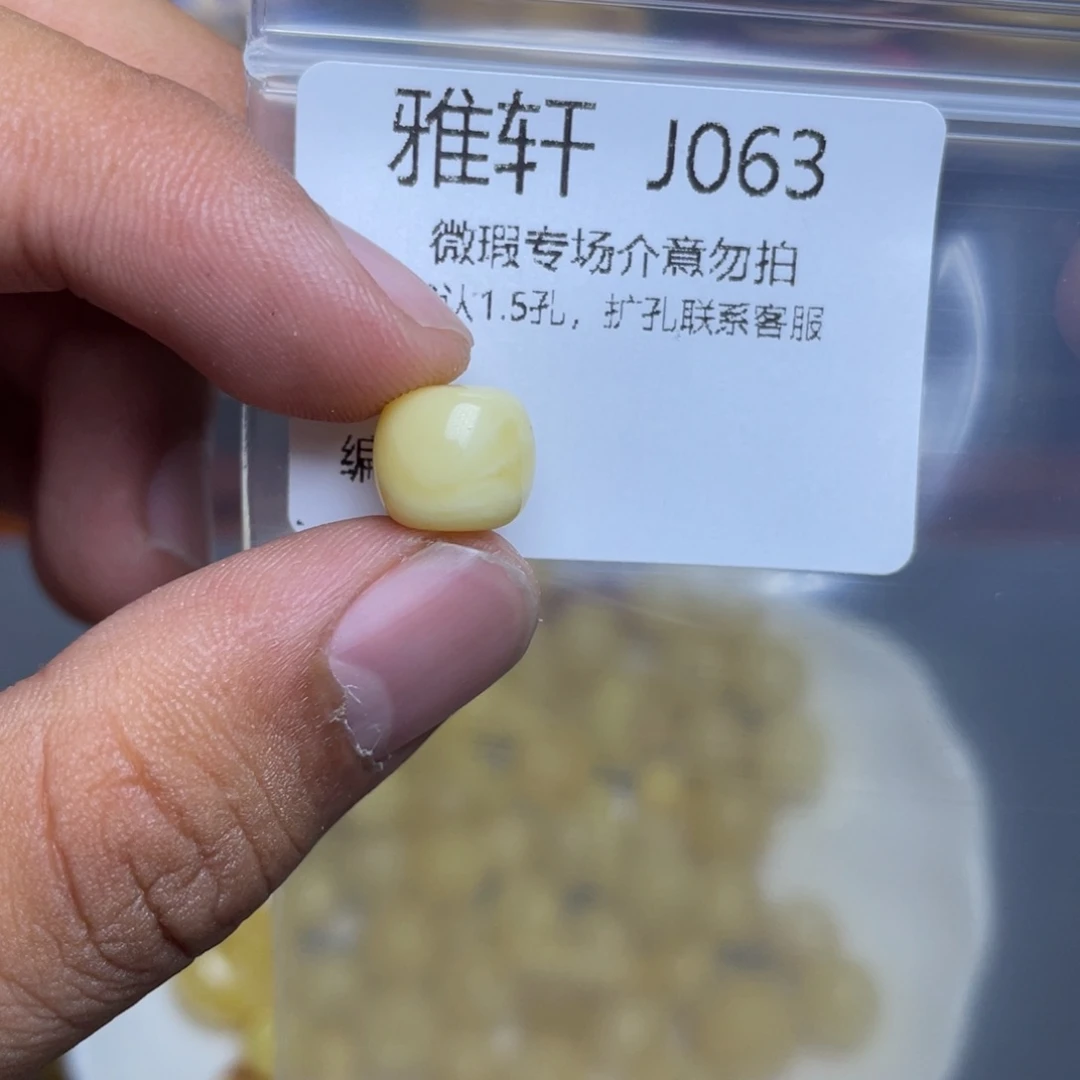 雅轩 J063
微瑕专场介意勿拍
认1.5孔，扩孔联系客服
编